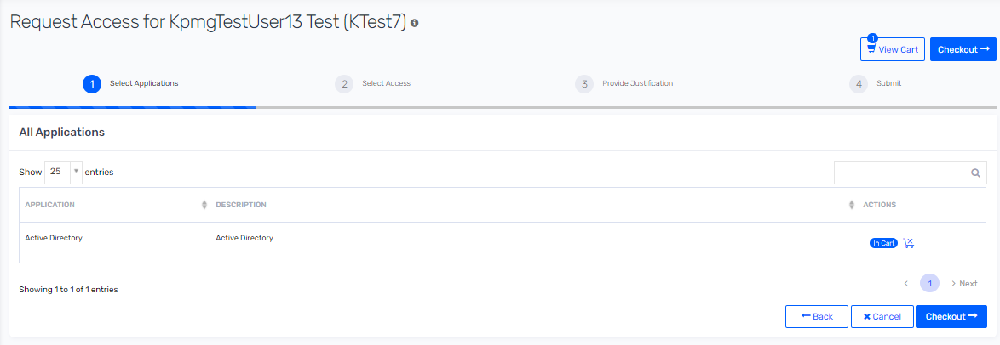 Request Access for KpmgTestUser13 Test (KTest7)
1
View Cart
Checkout
1 Select Applications
2 Select Access
3 Provide Justification
4 Submit
All Applications
Show 25 entries
APPLICATION DESCRIPTION ACTIONS
Active Directory Active Directory In Cart
Showing 1 to 1 of 1 entries
1 Next
Back Cancel Checkout